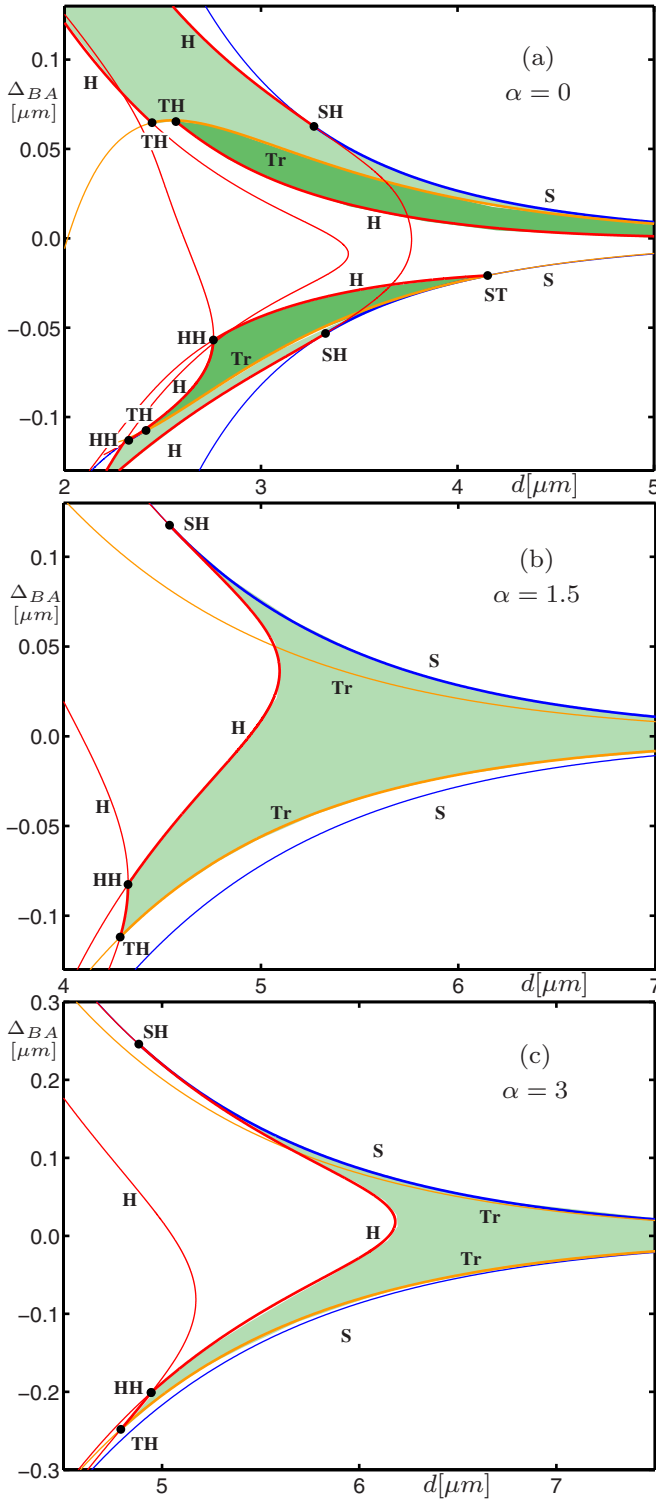 0.1
Δ_BA
[μm]
0.05
0.0
−0.05
−0.1
(a)
α = 0
H
H
TH
TH
SH
Tr
S
H
H
ST
S
HH
Tr
SH
H
TH
HH
H
2
3
4
d[μm]
5
0.1
Δ_BA
[μm]
0.05
0.0
−0.05
−0.1
(b)
α = 1.5
SH
S
Tr
H
H
Tr
S
HH
TH
4
5
6
d[μm]
7
0.3
Δ_BA
[μm]
0.2
0.1
0.0
−0.1
−0.2
−0.3
(c)
α = 3
SH
S
H
H
Tr
Tr
S
HH
TH
5
6
d[μm]
7